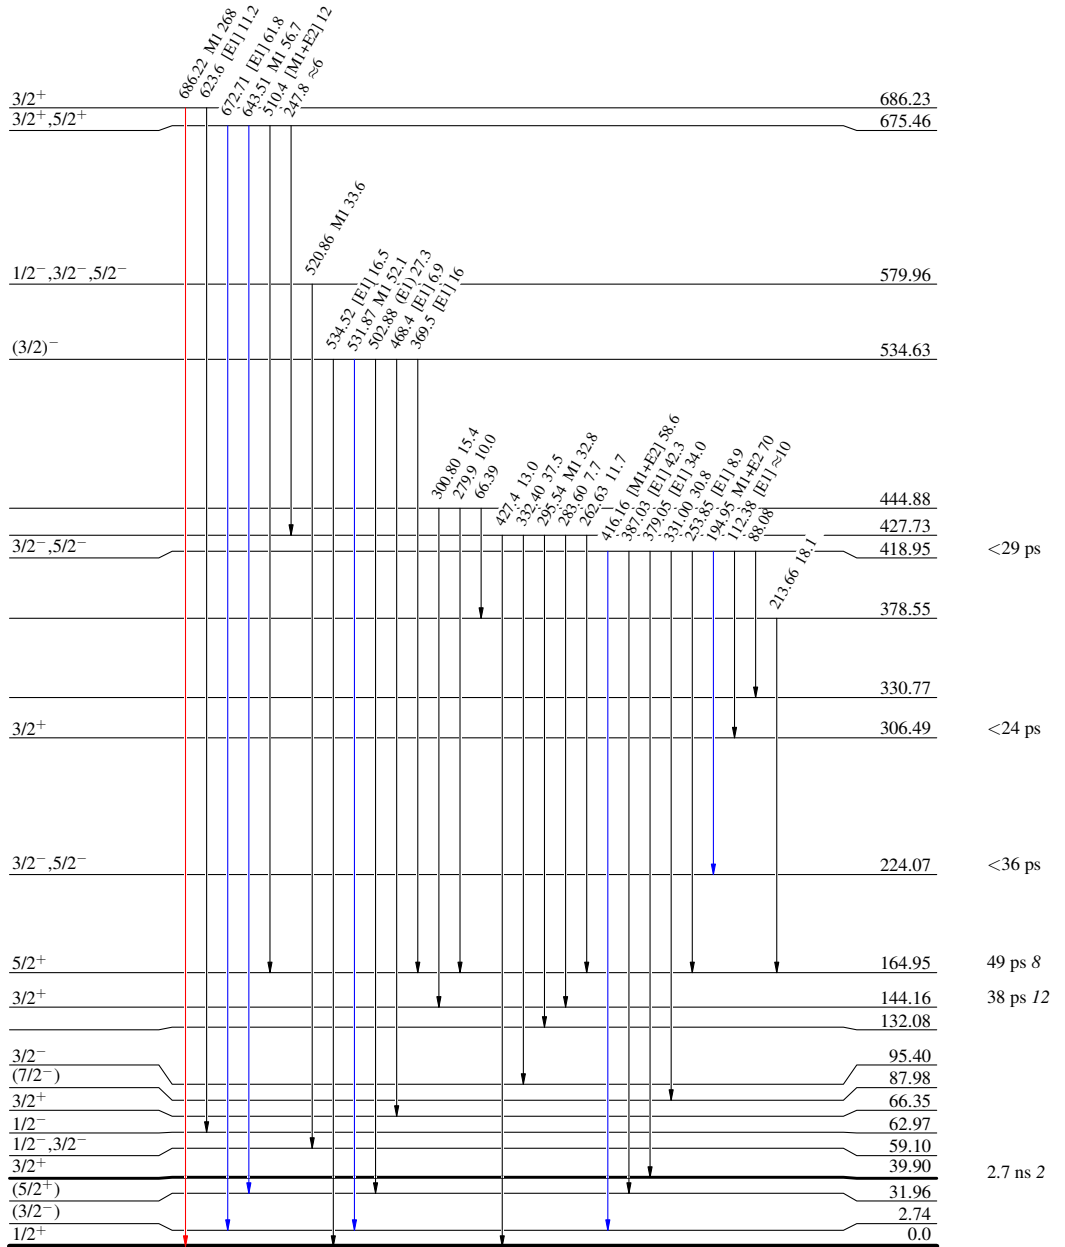 686.22 M1 268
623.6 [E1] 11.2
672.71 [E1] 61.8
643.51 M1 56.7
510.4 [M1+E2] 12
247.8 ≈6
3/2+ 686.23
3/2+,5/2+ 675.46
520.86 M1 33.6
1/2−,3/2−,5/2− 579.96
534.52 [E1] 16.5
531.87 M1 52.1
502.88 (E1) 27.3
468.4 [E1] 6.9
369.5 [E1] 16
(3/2)− 534.63
300.80 15.4
279.9 10.0
66.39
444.88
427.4 13.0
332.40 37.5
295.54 M1 32.8
283.60 7.7
262.63 11.7
427.73
416.16 [M1+E2] 58.6
387.03 [E1] 42.3
379.05 [E1] 34.0
331.00 30.8
253.85 [E1] 8.9
194.95 M1+E2 70
112.38 [E1] ≈10
88.08
3/2−,5/2− 418.95 <29 ps
213.66 18.1
378.55
330.77
3/2+ 306.49 <24 ps
3/2−,5/2− 224.07 <36 ps
5/2+ 164.95 49 ps 8
3/2+ 144.16 38 ps 12
132.08
3/2− 95.40
(7/2−) 87.98
3/2+ 66.35
1/2− 62.97
1/2−,3/2− 59.10
3/2+ 39.90 2.7 ns 2
(5/2+) 31.96
(3/2−) 2.74
1/2+ 0.0